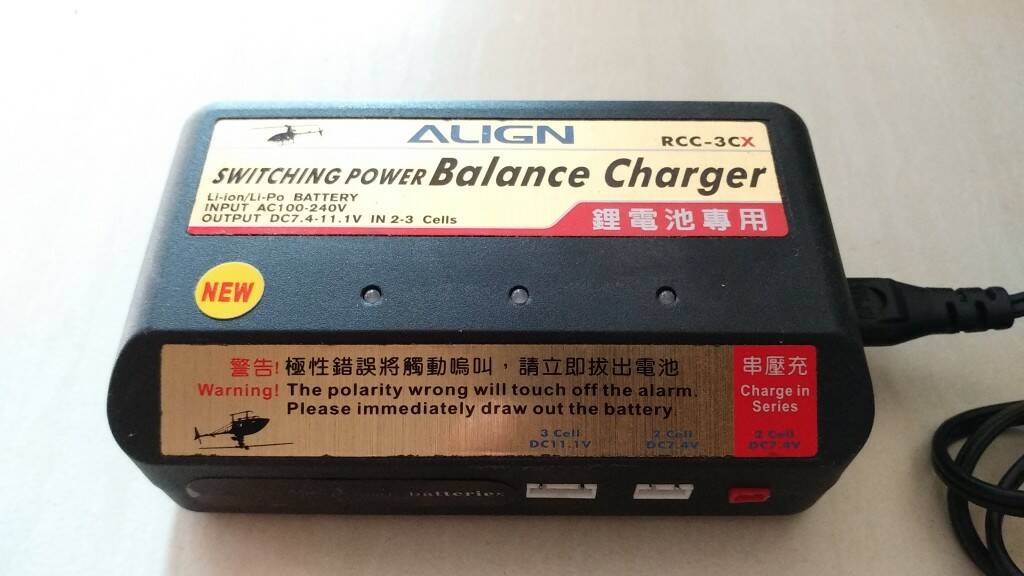 ALIGN
RCC-3CX
SWITCHING POWER Balance Charger
Li-ion/Li-Po BATTERY
INPUT AC100-240V
OUTPUT DC7.4-11.1V IN 2-3 Cells
鋰電池專用
NEW
警告! 極性錯誤將觸動鳴叫，請立即拔出電池
Warning! The polarity wrong will touch off the alarm.
Please immediately draw out the battery.
串壓充
Charge in
Series
3 Cell
DC11.1V
2 Cell
DC7.4V
2 Cell
DC7.4V
batteries